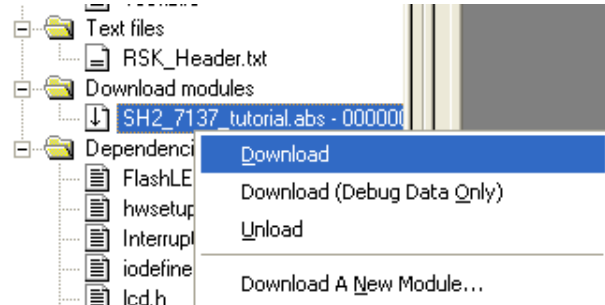 Text files
RSK_Header.txt
Download modules
SH2_7137_tutorial.abs - 000000
Dependenci
Download
FlashLE
Download (Debug Data Only)
hwsetup
Unload
Interrupt
iodefine
Download A New Module...
lcd.h